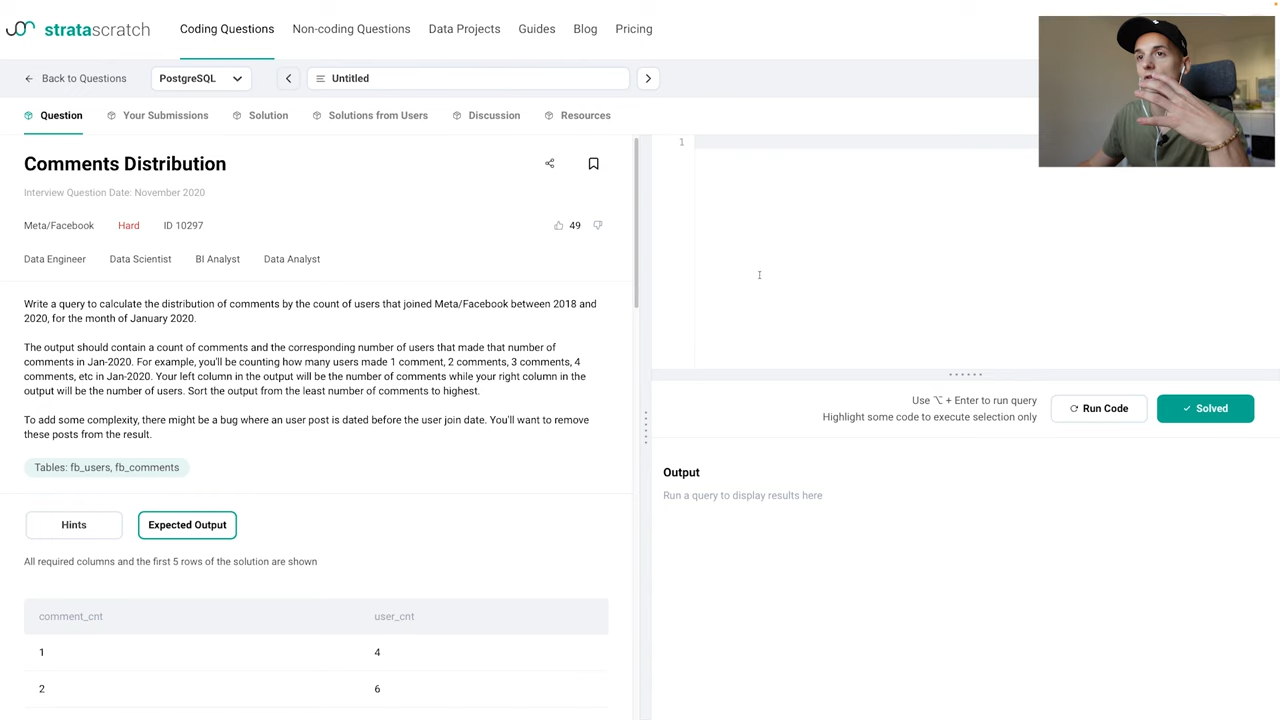 stratascratch
Coding Questions
Non-coding Questions
Data Projects
Guides
Blog
Pricing
Back to Questions
PostgreSQL
Untitled
Question
Your Submissions
Solution
Solutions from Users
Discussion
Resources
Comments Distribution
Interview Question Date: November 2020
Meta/Facebook
Hard
ID 10297
49
Data Engineer
Data Scientist
BI Analyst
Data Analyst
Write a query to calculate the distribution of comments by the count of users that joined Meta/Facebook between 2018 and
2020, for the month of January 2020.
The output should contain a count of comments and the corresponding number of users that made that number of
comments in Jan-2020. For example, you'll be counting how many users made 1 comment, 2 comments, 3 comments, 4
comments, etc in Jan-2020. Your left column in the output will be the number of comments while your right column in the
output will be the number of users. Sort the output from the least number of comments to highest.
To add some complexity, there might be a bug where an user post is dated before the user join date. You'll want to remove
these posts from the result.
Tables: fb_users, fb_comments
Hints
Expected Output
All required columns and the first 5 rows of the solution are shown
comment_cnt
user_cnt
1
4
2
6
1
Use ⌥ + Enter to run query
Highlight some code to execute selection only
Run Code
Solved
Output
Run a query to display results here